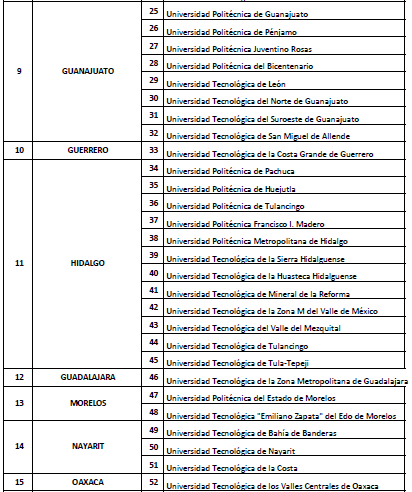 9 GUANAJUATO
25 Universidad Politécnica de Guanajuato
26 Universidad Politécnica de Pénjamo
27 Universidad Politécnica Juventino Rosas
28 Universidad Politécnica del Bicentenario
29 Universidad Tecnológica de León
30 Universidad Tecnológica del Norte de Guanajuato
31 Universidad Tecnológica del Suroeste de Guanajuato
32 Universidad Tecnológica de San Miguel de Allende
10 GUERRERO
33 Universidad Tecnológica de la Costa Grande de Guerrero
11 HIDALGO
34 Universidad Politécnica de Pachuca
35 Universidad Politécnica de Huejutla
36 Universidad Politécnica de Tulancingo
37 Universidad Politécnica Francisco I. Madero
38 Universidad Politécnica Metropolitana de Hidalgo
39 Universidad Tecnológica de la Sierra Hidalguense
40 Universidad Tecnológica de la Huasteca Hidalguense
41 Universidad Tecnológica de Mineral de la Reforma
42 Universidad Tecnológica de la Zona M del Valle de México
43 Universidad Tecnológica del Valle del Mezquital
44 Universidad Tecnológica de Tulancingo
45 Universidad Tecnológica de Tula-Tepeji
12 GUADALAJARA
46 Universidad Tecnológica de la Zona Metropolitana de Guadalajara
13 MORELOS
47 Universidad Politécnica del Estado de Morelos
48 Universidad Tecnológica "Emiliano Zapata" del Edo de Morelos
14 NAYARIT
49 Universidad Tecnológica de Bahía de Banderas
50 Universidad Tecnológica de Nayarit
51 Universidad Tecnológica de la Costa
15 OAXACA
52 Universidad Tecnológica de los Valles Centrales de Oaxaca